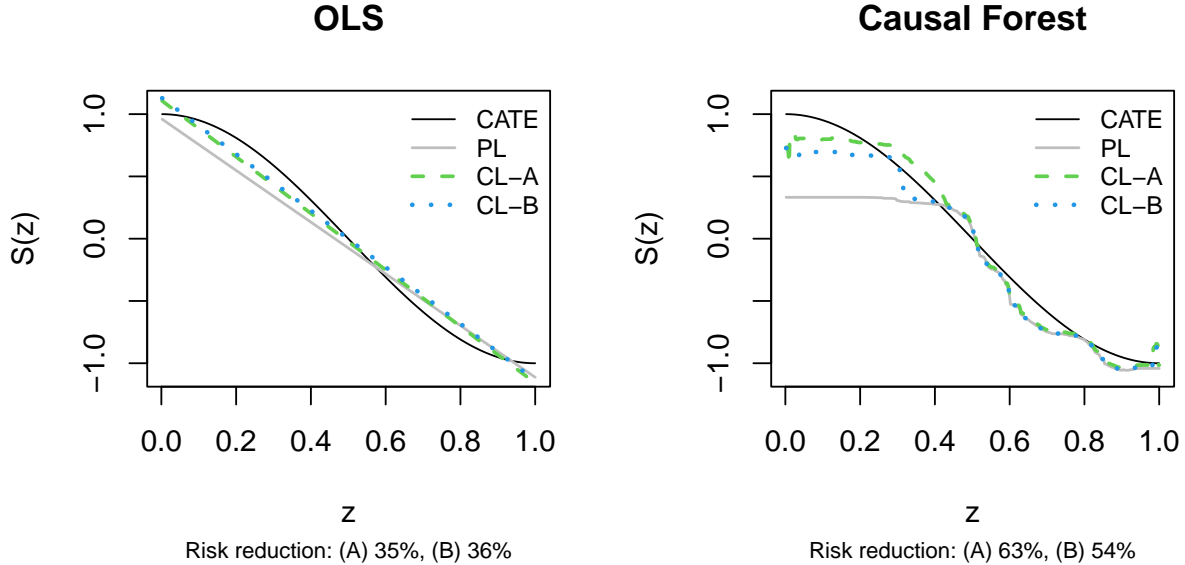 OLS
S(z)
1.0
0.0
−1.0
CATE
PL
CL−A
CL−B
0.0 0.2 0.4 0.6 0.8 1.0
z
Risk reduction: (A) 35%, (B) 36%
Causal Forest
S(z)
1.0
0.0
−1.0
CATE
PL
CL−A
CL−B
0.0 0.2 0.4 0.6 0.8 1.0
z
Risk reduction: (A) 63%, (B) 54%